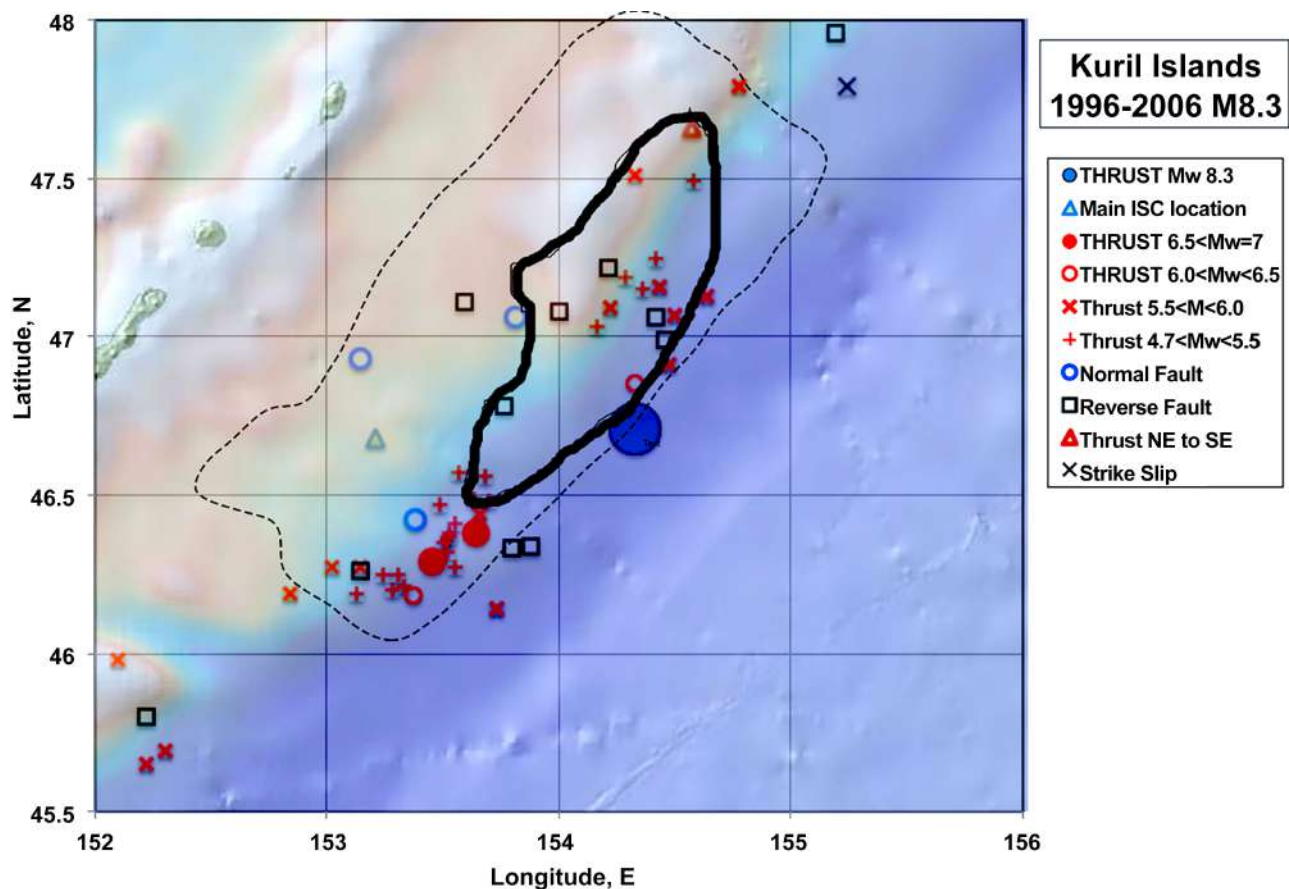 Kuril Islands
1996-2006 M8.3
THRUST Mw 8.3
Main ISC location
THRUST 6.5<Mw=7
THRUST 6.0<Mw<6.5
Thrust 5.5<M<6.0
Thrust 4.7<Mw<5.5
Normal Fault
Reverse Fault
Thrust NE to SE
Strike Slip
Latitude, N
48
47.5
47
46.5
46
45.5
152
153
154
155
156
Longitude, E